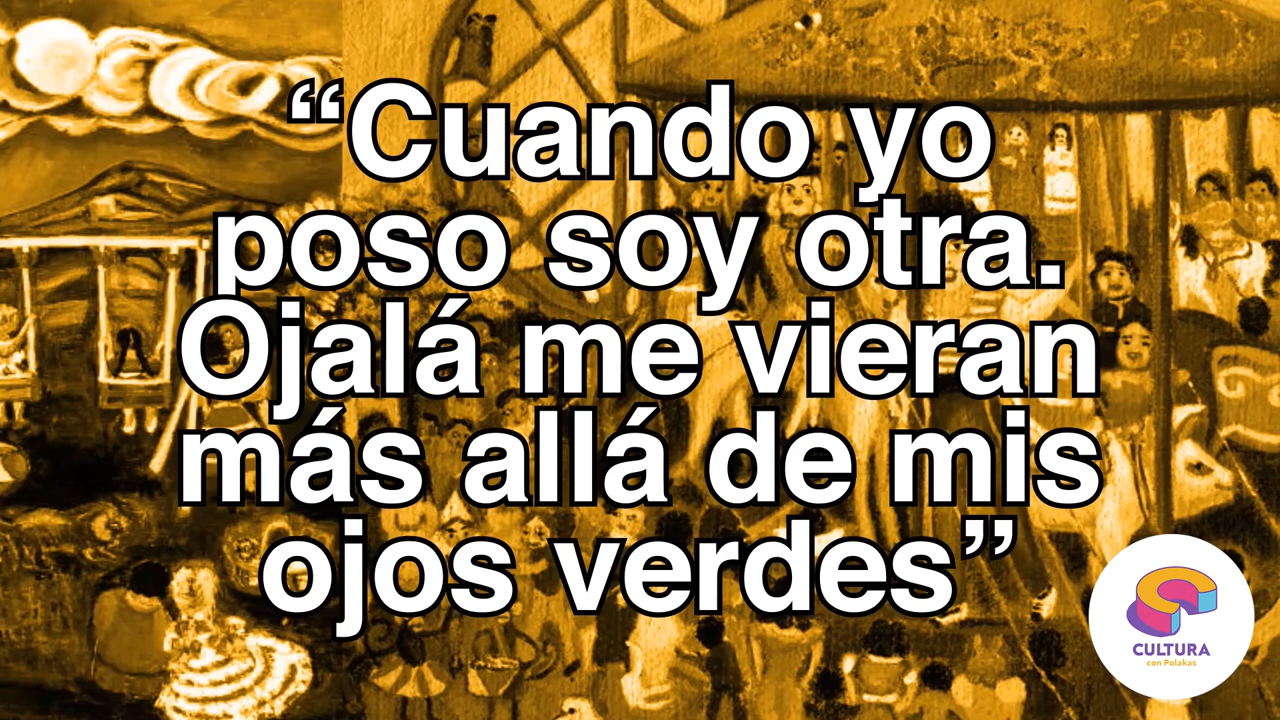 “Cuando yo
poso soy otra.
Ojalá me vieran
más allá de mis
ojos verdes”
CULTURA
con Polakas